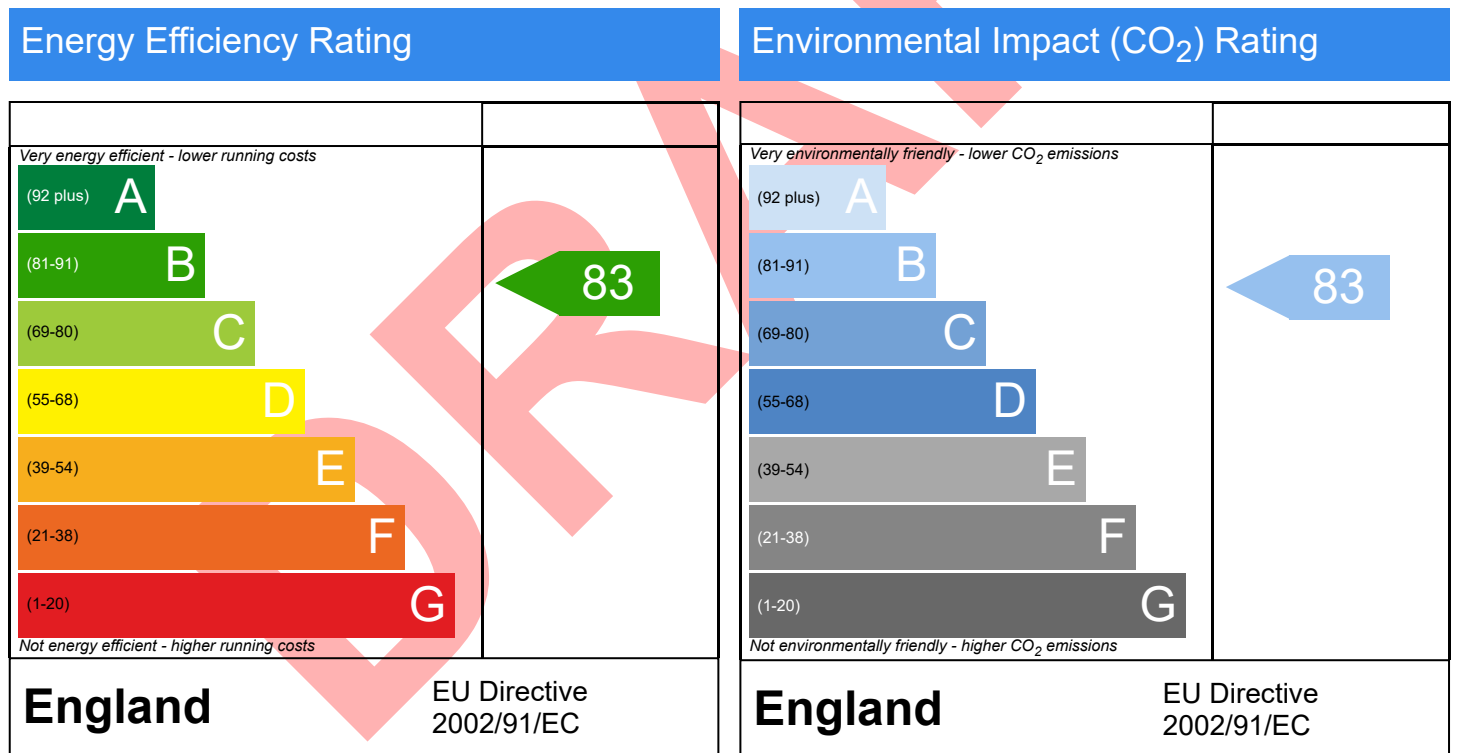 Energy Efficiency Rating
Very energy efficient - lower running costs
(92 plus) A
(81-91) B
(69-80) C
(55-68) D
(39-54) E
(21-38) F
(1-20) G
Not energy efficient - higher running costs
83
England
EU Directive
2002/91/EC
Environmental Impact (CO₂) Rating
Very environmentally friendly - lower CO₂ emissions
(92 plus) A
(81-91) B
(69-80) C
(55-68) D
(39-54) E
(21-38) F
(1-20) G
Not environmentally friendly - higher CO₂ emissions
83
England
EU Directive
2002/91/EC